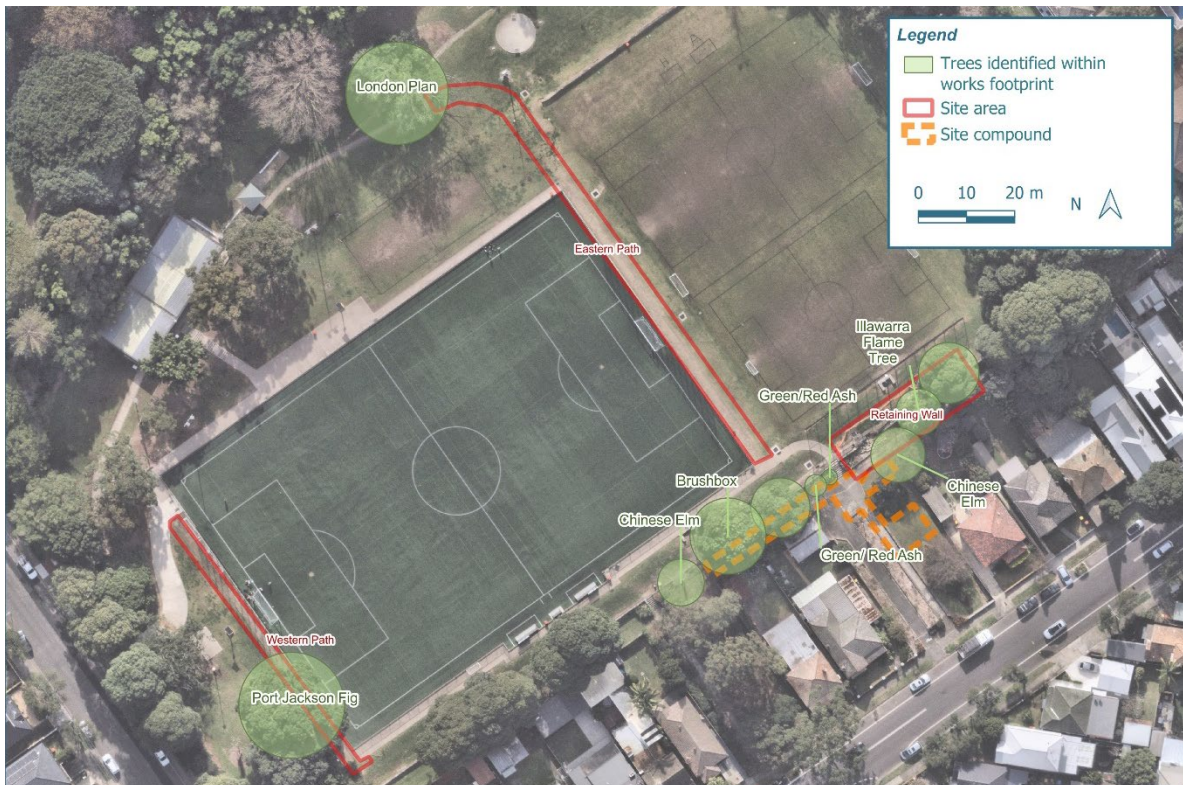 Legend
Trees identified within
works footprint
Site area
Site compound
0 10 20 m N
London Plan
Eastern Path
Illawarra
Flame
Tree
Green/Red Ash
Retaining Wall
Brushbox
Chinese Elm
Chinese
Elm
Green/ Red Ash
Western Path
Port Jackson Fig